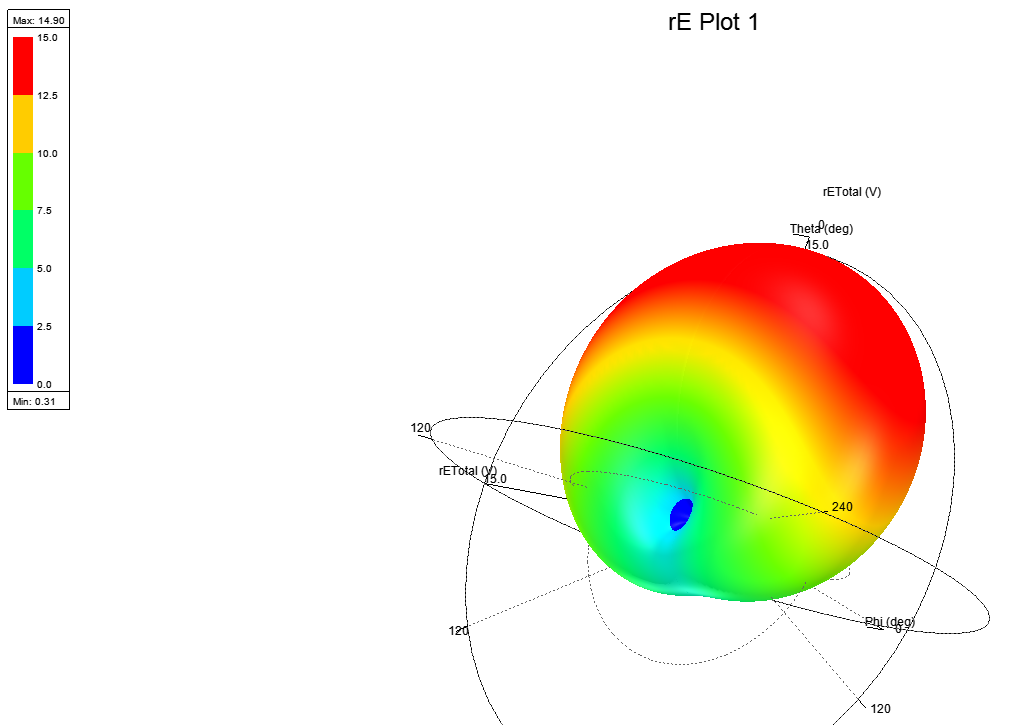 rE Plot 1
Max: 14.90
15.0
12.5
10.0
7.5
5.0
2.5
0.0
Min: 0.31
rETotal (V)
0
Theta (deg)
15.0
120
rETotal (V)
15.0
240
120
Phi (deg)
0
120